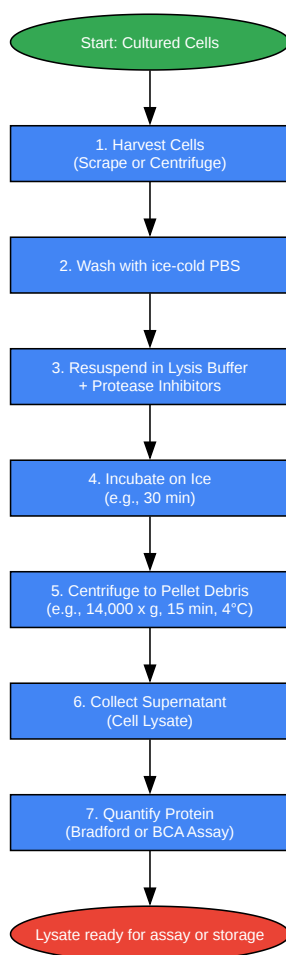 Start: Cultured Cells
1. Harvest Cells
(Scrape or Centrifuge)
2. Wash with ice-cold PBS
3. Resuspend in Lysis Buffer
+ Protease Inhibitors
4. Incubate on Ice
(e.g., 30 min)
5. Centrifuge to Pellet Debris
(e.g., 14,000 x g, 15 min, 4°C)
6. Collect Supernatant
(Cell Lysate)
7. Quantify Protein
(Bradford or BCA Assay)
Lysate ready for assay or storage